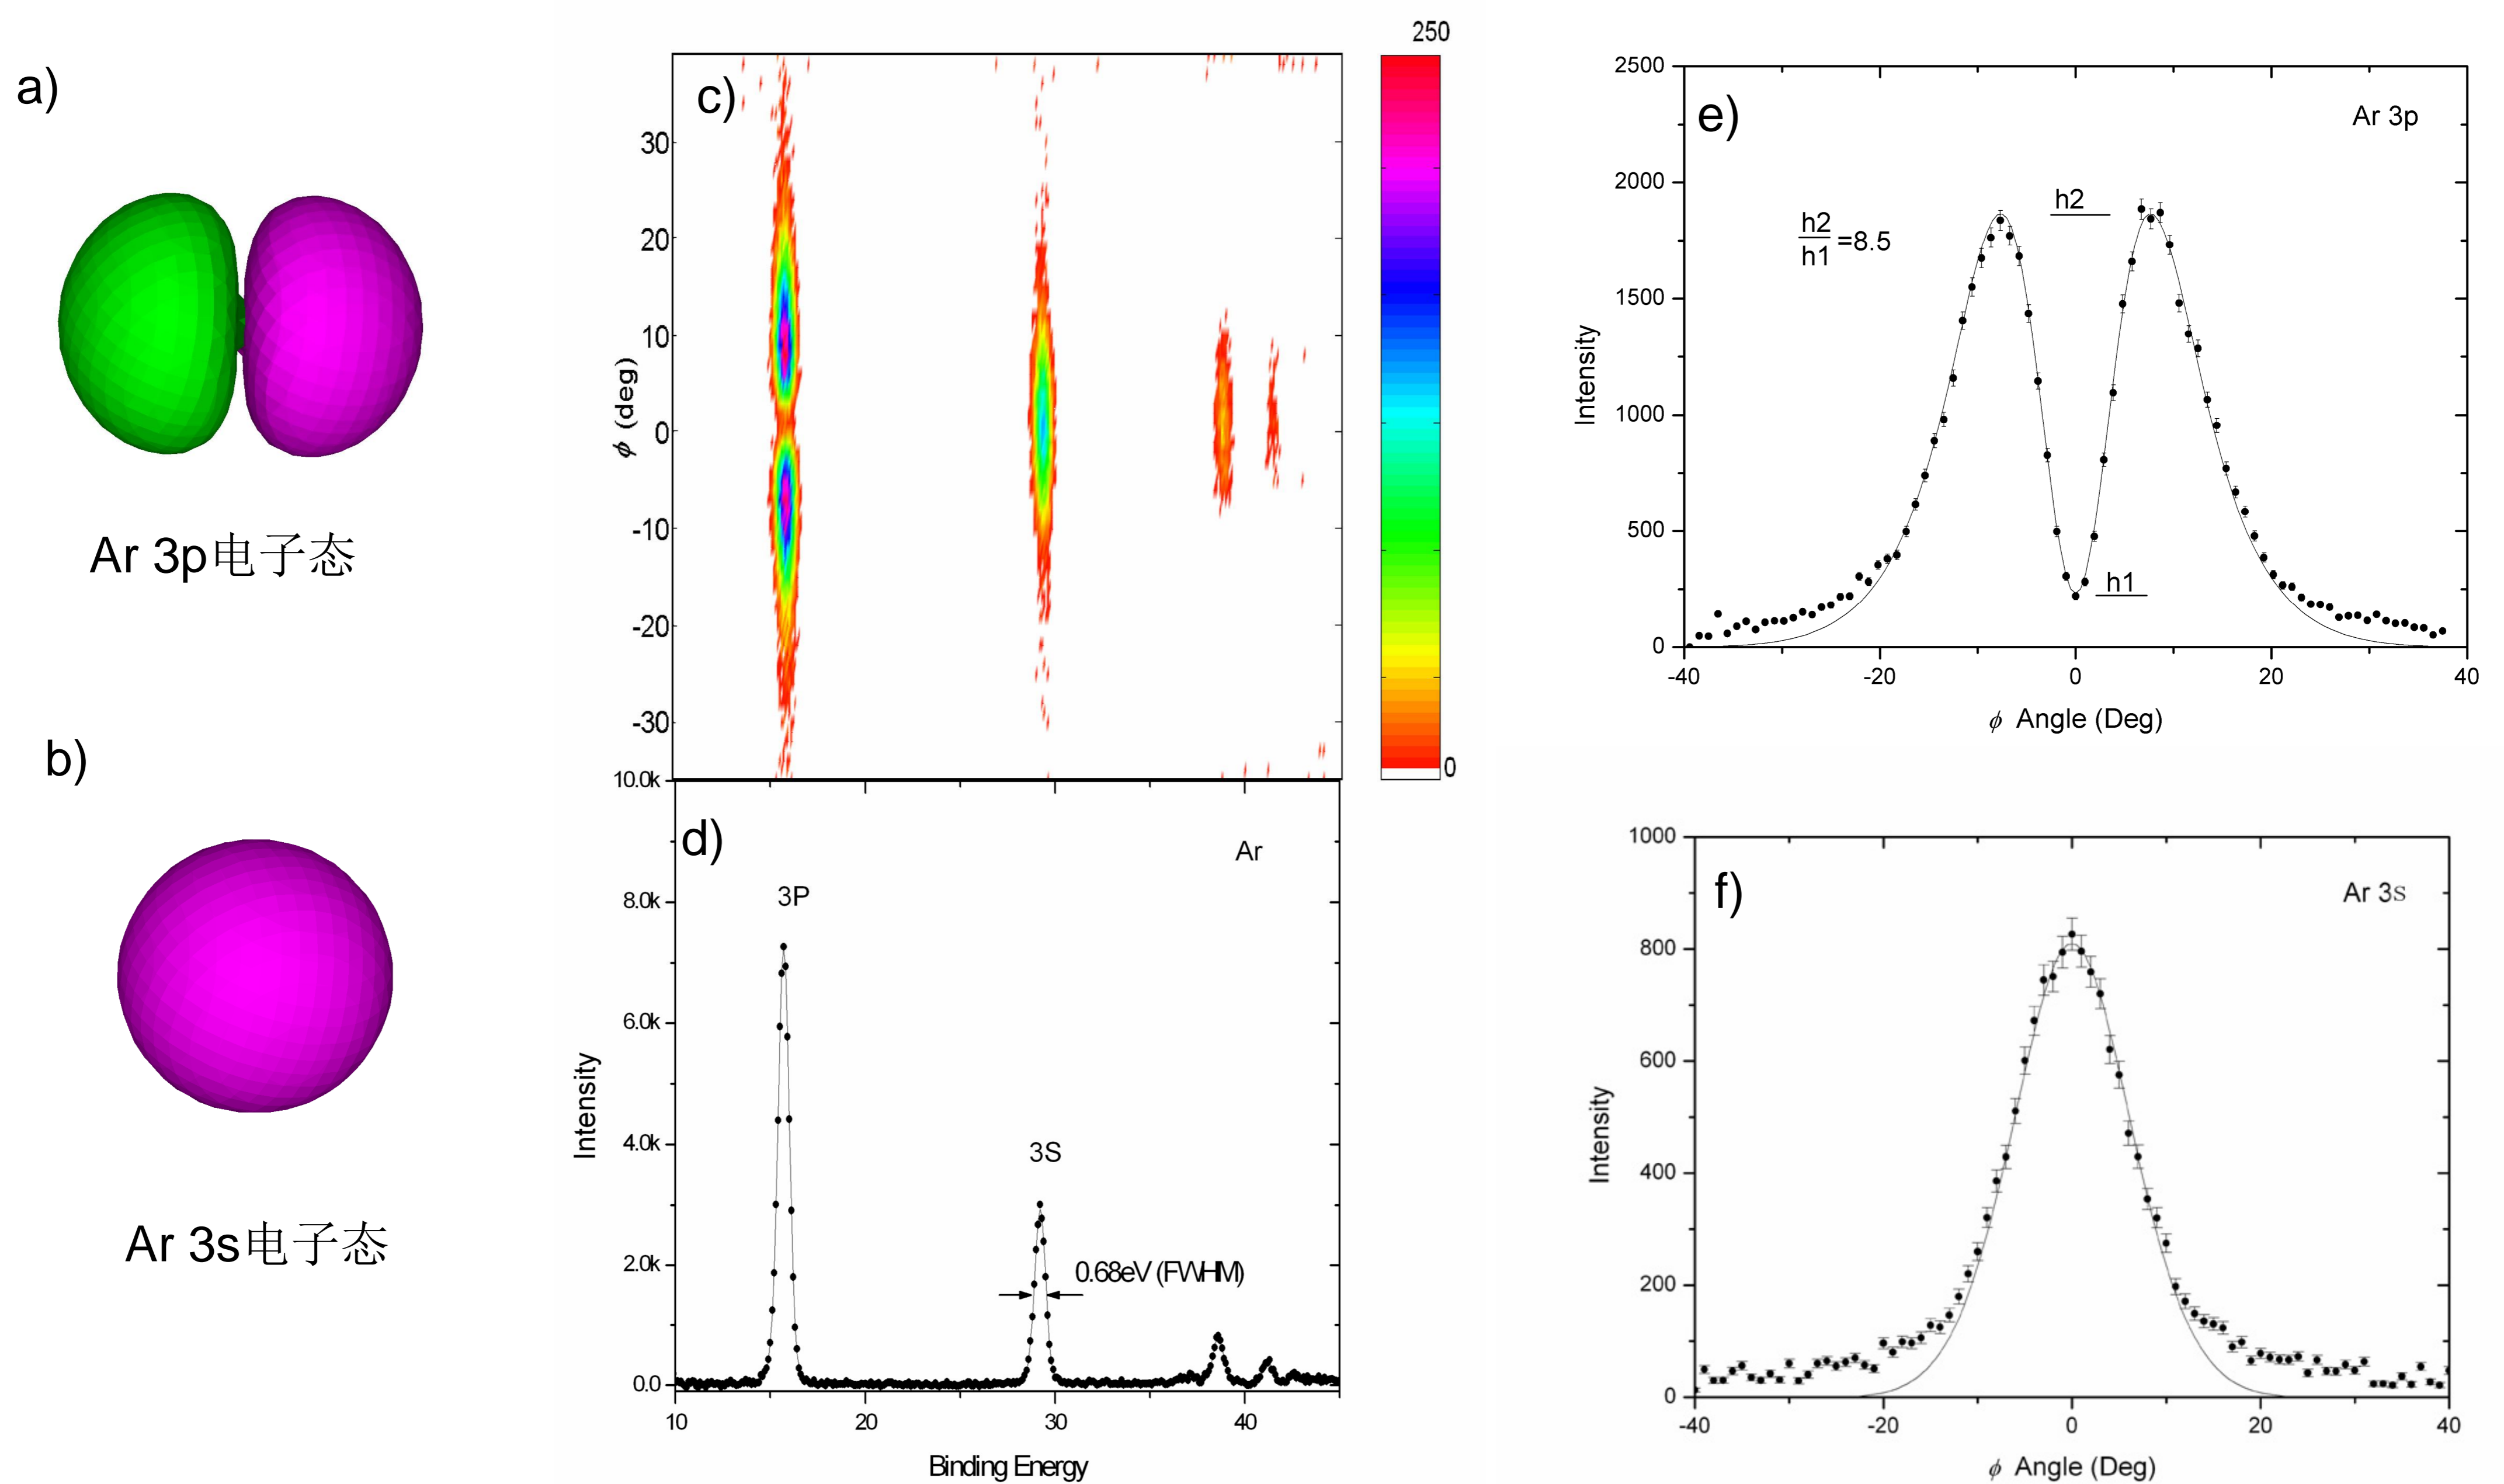 a)
Ar 3p电子态
b)
Ar 3s电子态
c)
250
0
30
20
10
0
-10
-20
-30
ϕ (deg)
d)
Ar
3P
3S
0.68eV (FWHM)
10.0k
8.0k
6.0k
4.0k
2.0k
0.0
Intensity
10 20 30 40
Binding Energy
e)
Ar 3p
h2
h2
h1
=8.5
h1
2500
2000
1500
1000
500
0
Intensity
-40 -20 0 20 40
ϕ Angle (Deg)
f)
Ar 3s
1000
800
600
400
200
0
Intensity
-40 -20 0 20 40
ϕ Angle (Deg)